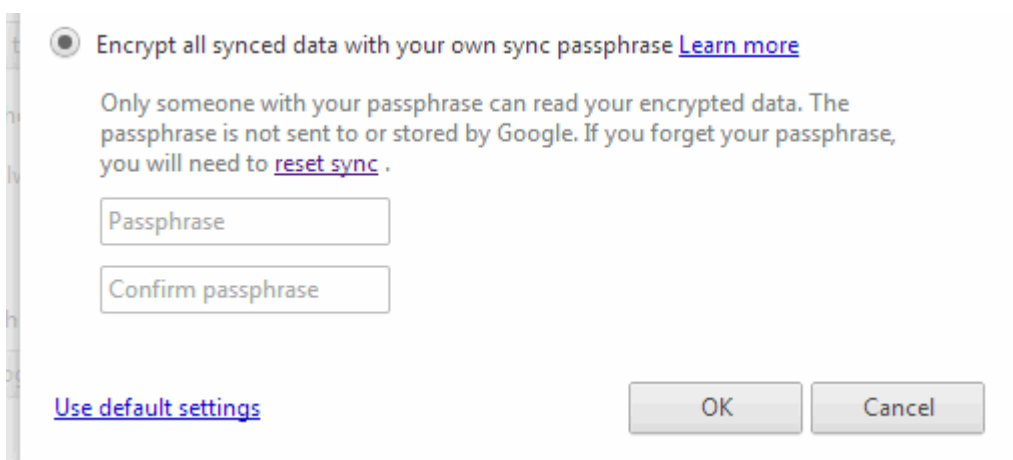 Encrypt all synced data with your own sync passphrase Learn more
Only someone with your passphrase can read your encrypted data. The
passphrase is not sent to or stored by Google. If you forget your passphrase,
you will need to reset sync .
Passphrase
Confirm passphrase
Use default settings
OK
Cancel